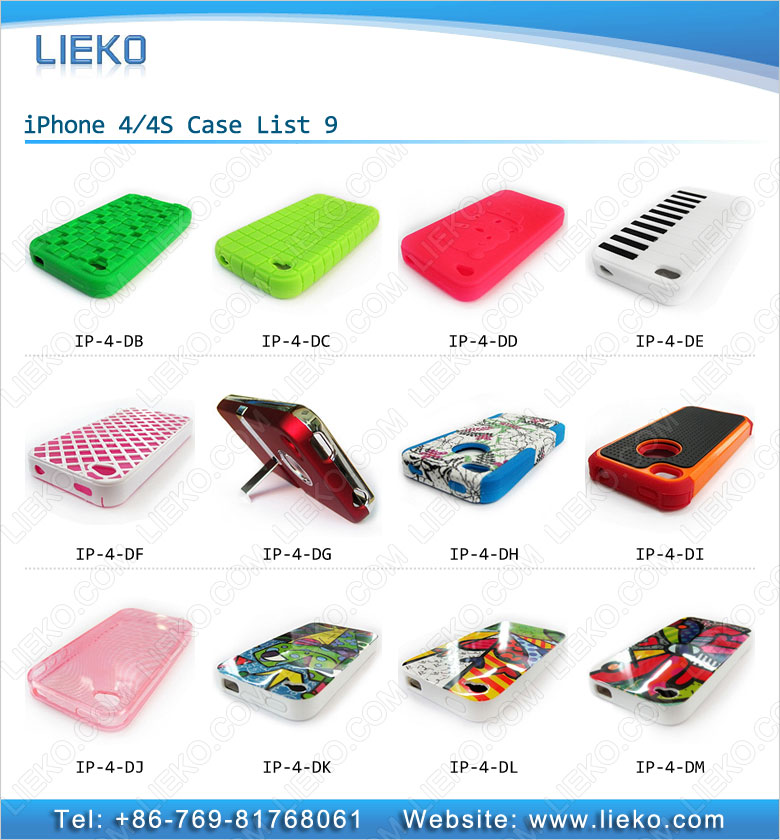 LIEKO
iPhone 4/4S Case List 9
IP-4-DB IP-4-DC IP-4-DD IP-4-DE
IP-4-DF IP-4-DG IP-4-DH IP-4-DI
IP-4-DJ IP-4-DK IP-4-DL IP-4-DM
Tel: +86-769-81768061 Website: www.lieko.com
LIEKO.COM